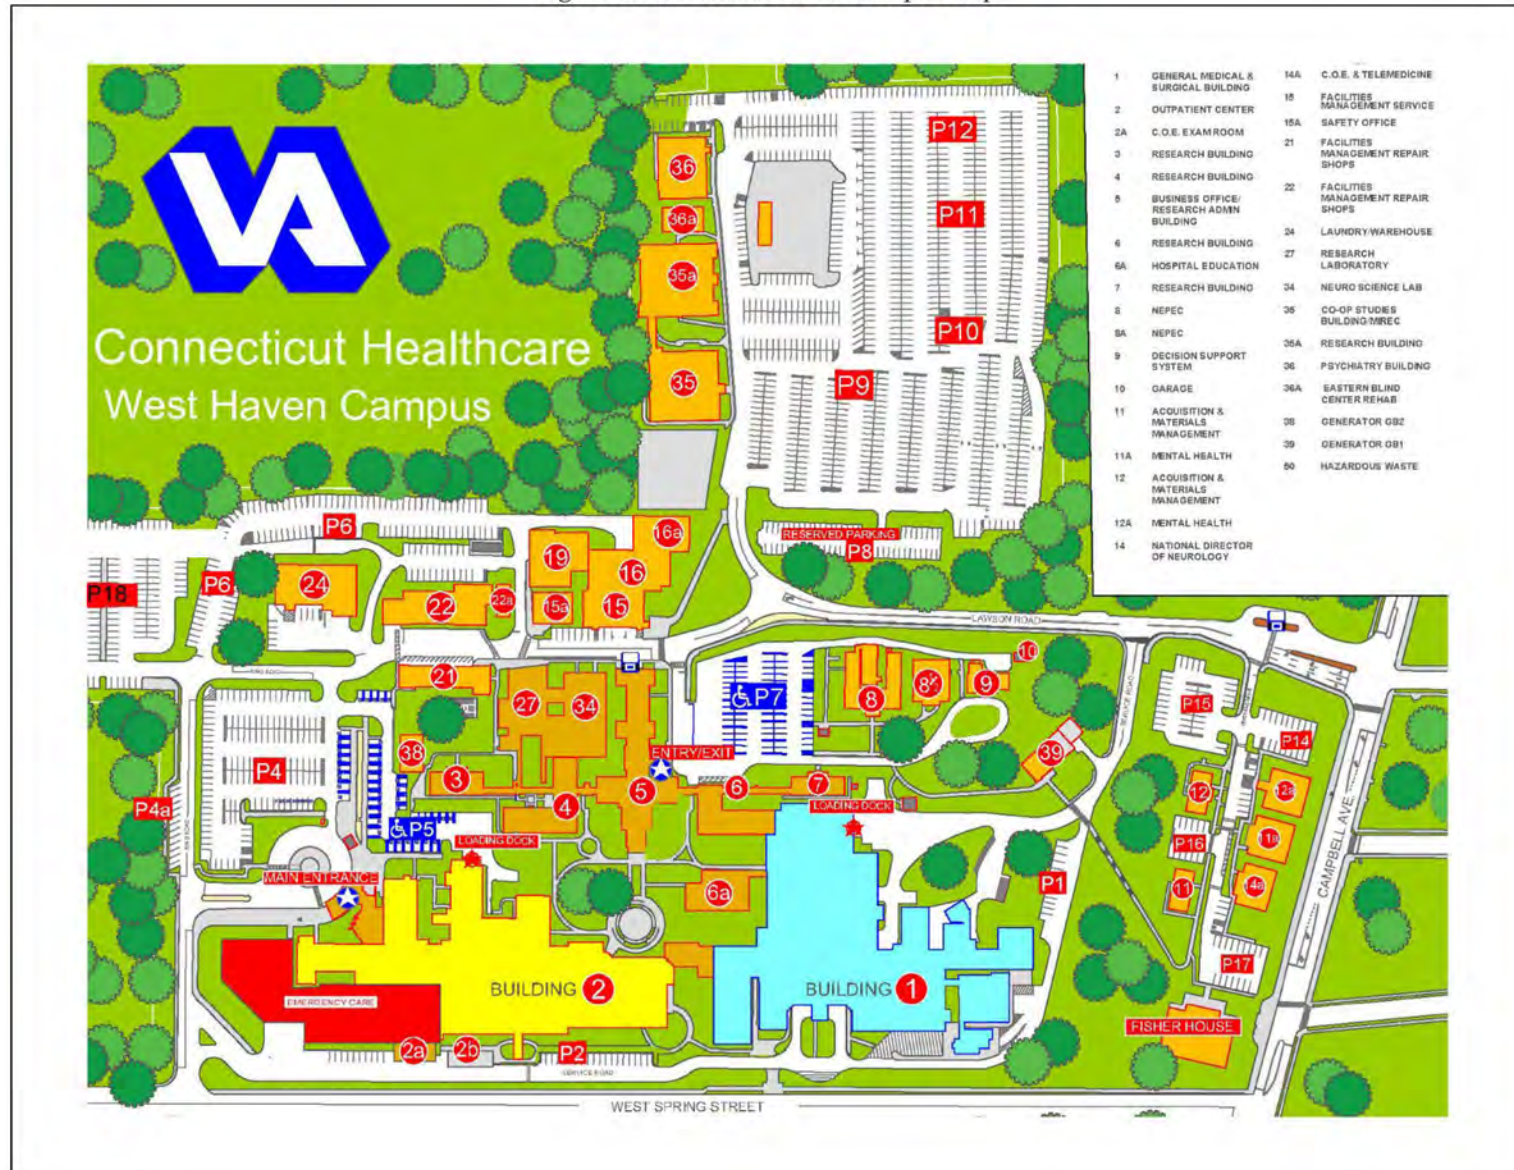 VA
Connecticut Healthcare
West Haven Campus
1 GENERAL MEDICAL &
SURGICAL BUILDING
2 OUTPATIENT CENTER
2A C.O.E. EXAM ROOM
3 RESEARCH BUILDING
4 RESEARCH BUILDING
5 BUSINESS OFFICE/
RESEARCH ADMIN
BUILDING
6 RESEARCH BUILDING
6A HOSPITAL EDUCATION
7 RESEARCH BUILDING
8 NEPEC
8A NEPEC
9 DECISION SUPPORT
SYSTEM
10 GARAGE
11 ACQUISITION &
MATERIALS
MANAGEMENT
11A MENTAL HEALTH
12 ACQUISITION &
MATERIALS
MANAGEMENT
12A MENTAL HEALTH
14 NATIONAL DIRECTOR
OF NEUROLOGY
14A C.O.E. & TELEMEDICINE
15 FACILITIES
MANAGEMENT SERVICE
15A SAFETY OFFICE
21 FACILITIES
MANAGEMENT REPAIR
SHOPS
22 FACILITIES
MANAGEMENT REPAIR
SHOPS
24 LAUNDRY/WAREHOUSE
27 RESEARCH
LABORATORY
34 NEURO SCIENCE LAB
35 CO-OP STUDIES
BUILDING/MIREC
35A RESEARCH BUILDING
36 PSYCHIATRY BUILDING
36A EASTERN BLIND
CENTER REHAB
38 GENERATOR GB2
39 GENERATOR GB1
50 HAZARDOUS WASTE
P12
36
36a
P11
35a
P10
35
P9
P6
16a
RESERVED PARKING
P8
19
16
24
P6
P18
22
22a
15a
15
LAWSON ROAD
10
21
27
34
P7
8
9
SERVICE ROAD
P15
P14
38
ENTRY/EXIT
39
P4
3
5
6
7
12
12a
P4a
4
P5
LOADING DOCK
LOADING DOCK
11a
P16
MAIN ENTRANCE
6a
P1
11
14a
CAMPBELL AVE.
P17
EMERGENCY CARE
BUILDING 2
BUILDING 1
FISHER HOUSE
2a
2b
P2
SERVICE ROAD
WEST SPRING STREET